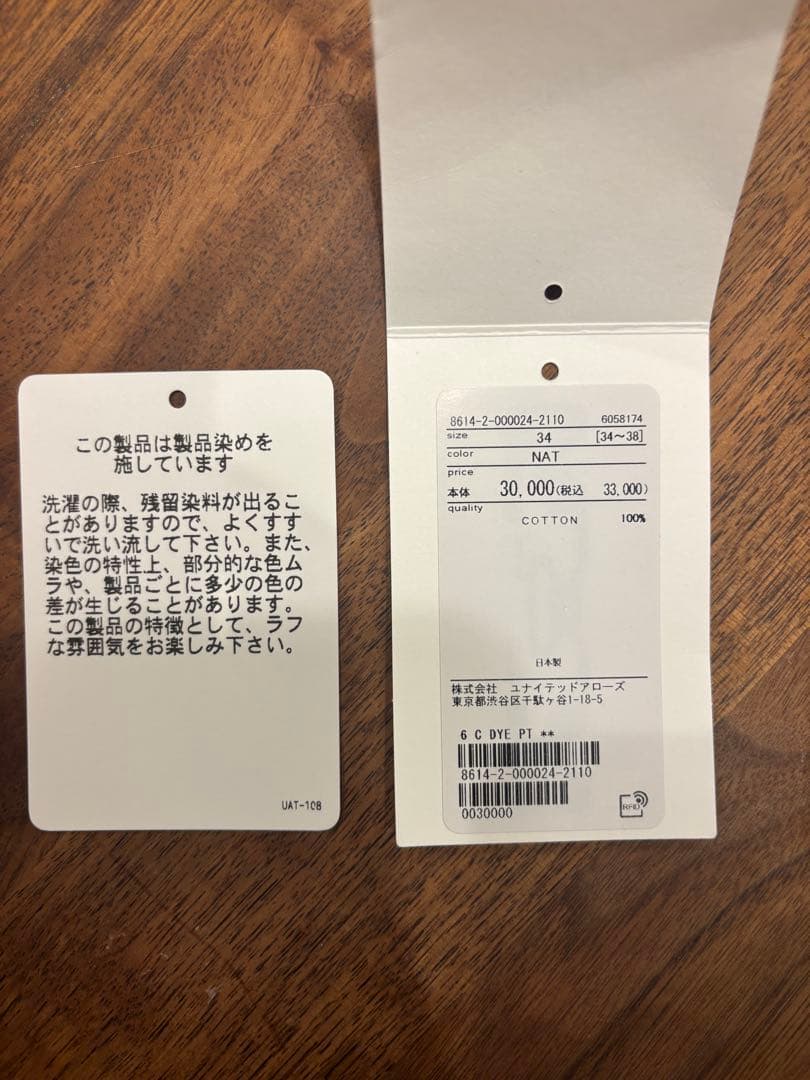 この製品は製品染めを
施しています
洗濯の際、残留染料が出るこ
とがありますので、よくすす
いで洗い流して下さい。また、
染色の特性上、部分的な色ム
ラや、製品ごとに多少の色の
差が生じることがあります。
この製品の特徴として、ラフ
な雰囲気をお楽しみ下さい。
UAT-108
8614-2-000024-2110 6058174
size 34 [34〜38]
color NAT
price
本体 30,000(税込 33,000)
quality
COTTON 100%
日本製
株式会社 ユナイテッドアローズ
東京都渋谷区千駄ヶ谷1-18-5
6 C DYE PT **
8614-2-000024-2110
0030000
RFID